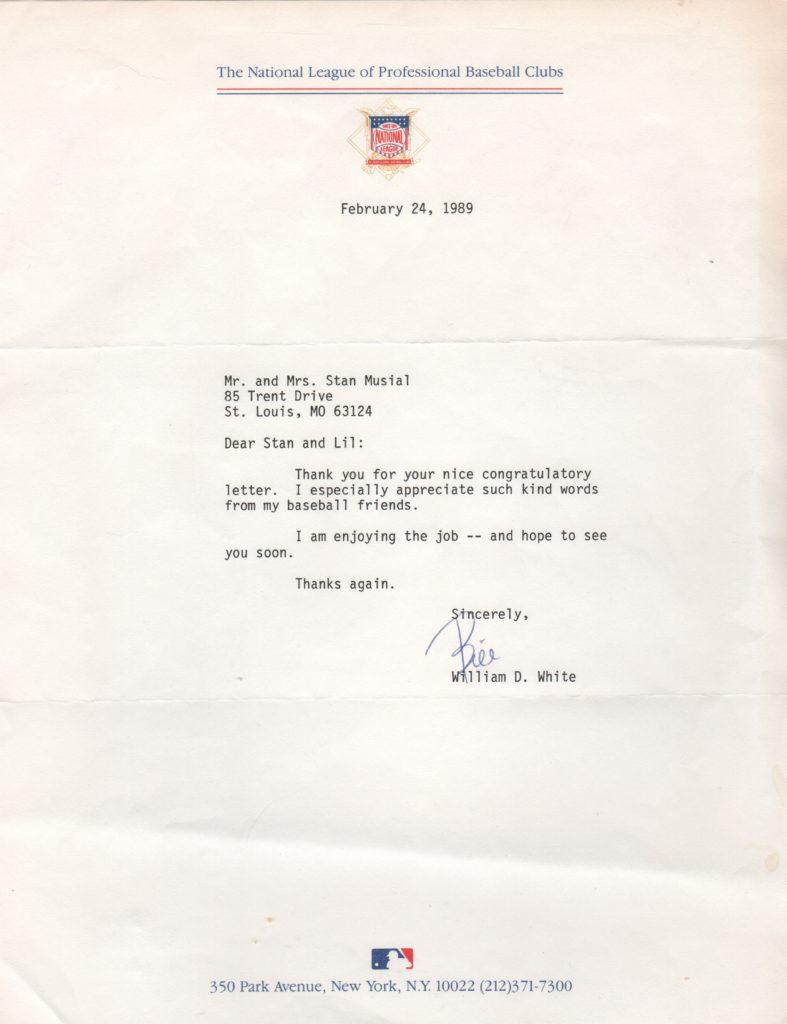 The National League of Professional Baseball Clubs
NATIONAL
LEAGUE
February 24, 1989
Mr. and Mrs. Stan Musial
85 Trent Drive
St. Louis, MO 63124
Dear Stan and Lil:
Thank you for your nice congratulatory
letter. I especially appreciate such kind words
from my baseball friends.
I am enjoying the job -- and hope to see
you soon.
Thanks again.
Sincerely,
Bill
William D. White
350 Park Avenue, New York, N.Y. 10022 (212)371-7300